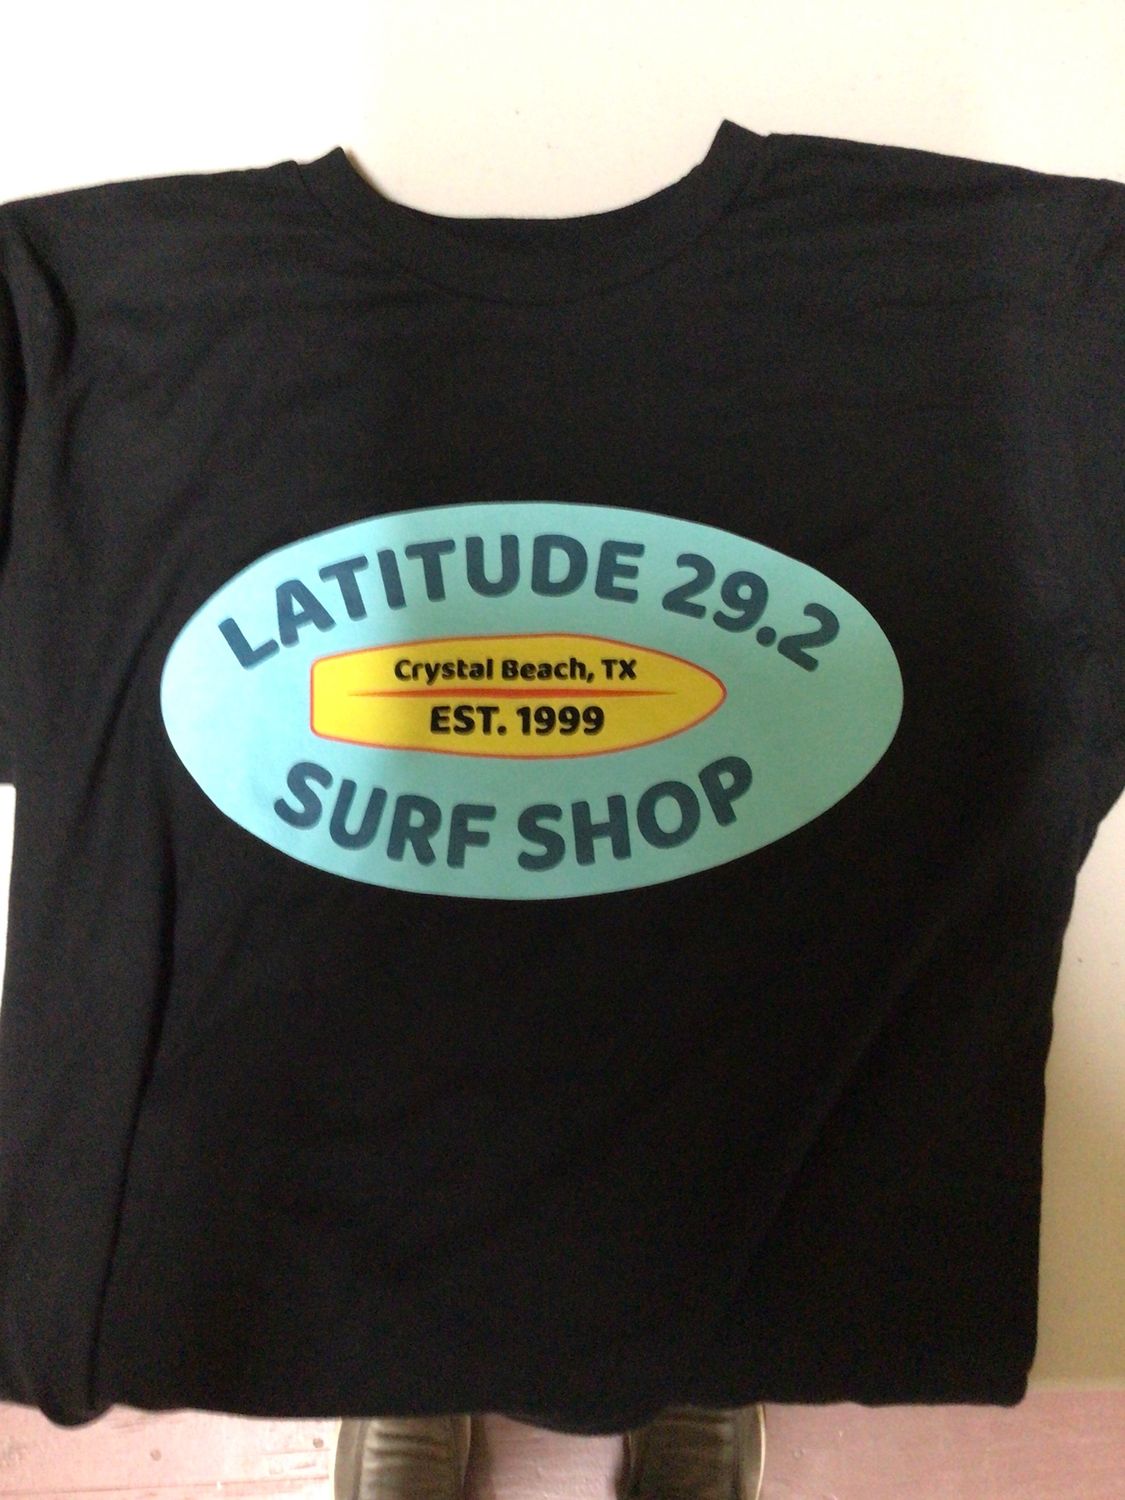 LATITUDE 29.2
Crystal Beach, TX
EST. 1999
SURF SHOP